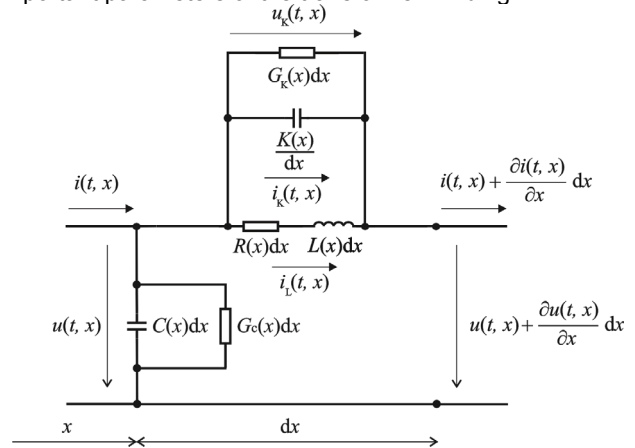 u_K(t, x)
G_K(x)dx
K(x)
dx
i_K(t, x)
i(t, x)
i(t, x) + ∂i(t, x)/∂x dx
R(x)dx L(x)dx
i_L(t, x)
u(t, x)
C(x)dx
G_c(x)dx
u(t, x) + ∂u(t, x)/∂x dx
x
dx